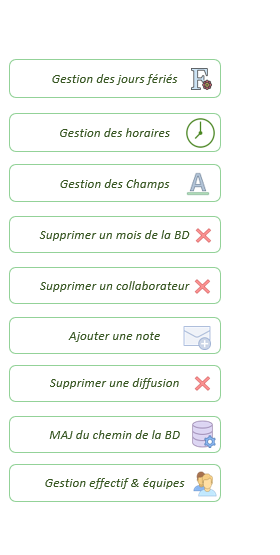 Gestion des jours fériés
Gestion des horaires
Gestion des Champs
Supprimer un mois de la BD
Supprimer un collaborateur
Ajouter une note
Supprimer une diffusion
MAJ du chemin de la BD
Gestion effectif & équipes